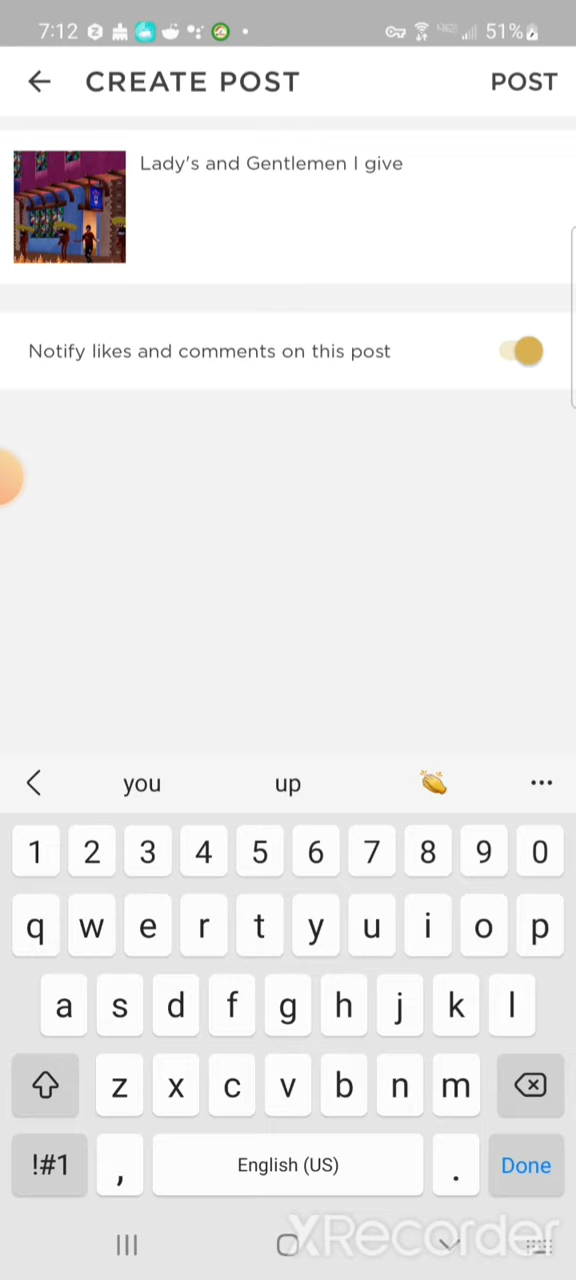 7:12 51%
CREATE POST POST
Lady's and Gentlemen I give
Notify likes and comments on this post
you up
1 2 3 4 5 6 7 8 9 0
q w e r t y u i o p
a s d f g h j k l
z x c v b n m
!#1 , English (US) . Done
XRecorder